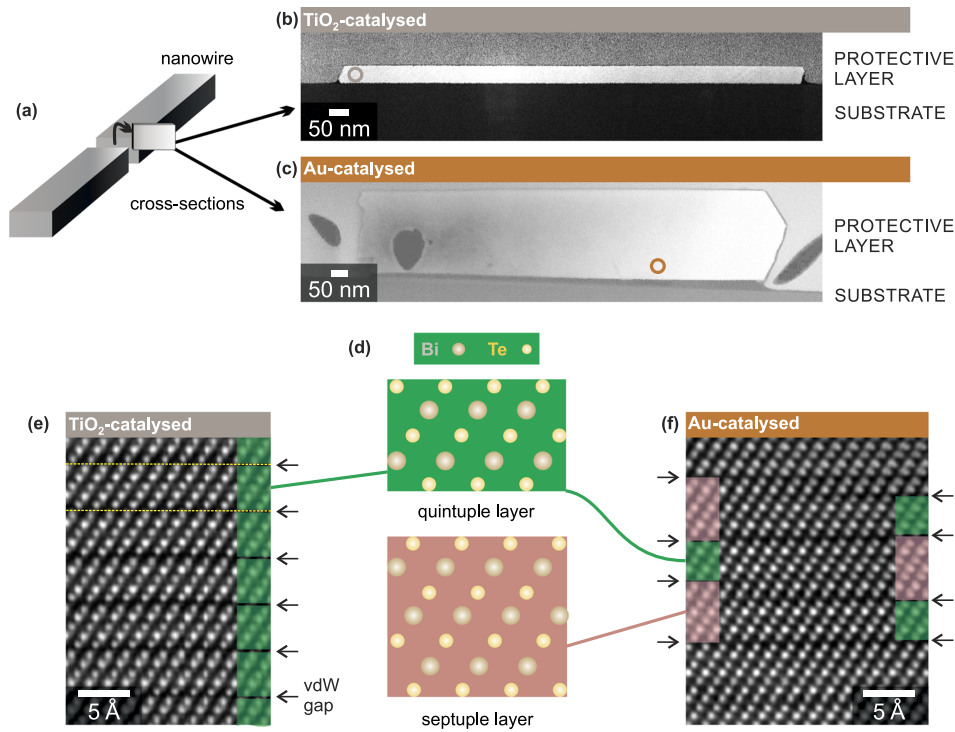 (a)
nanowire
cross-sections
(b) TiO₂-catalysed
50 nm
PROTECTIVE
LAYER
SUBSTRATE
(c) Au-catalysed
50 nm
PROTECTIVE
LAYER
SUBSTRATE
(d)
Bi Te
quintuple layer
septuple layer
(e) TiO₂-catalysed
5 Å
vdW
gap
(f) Au-catalysed
5 Å